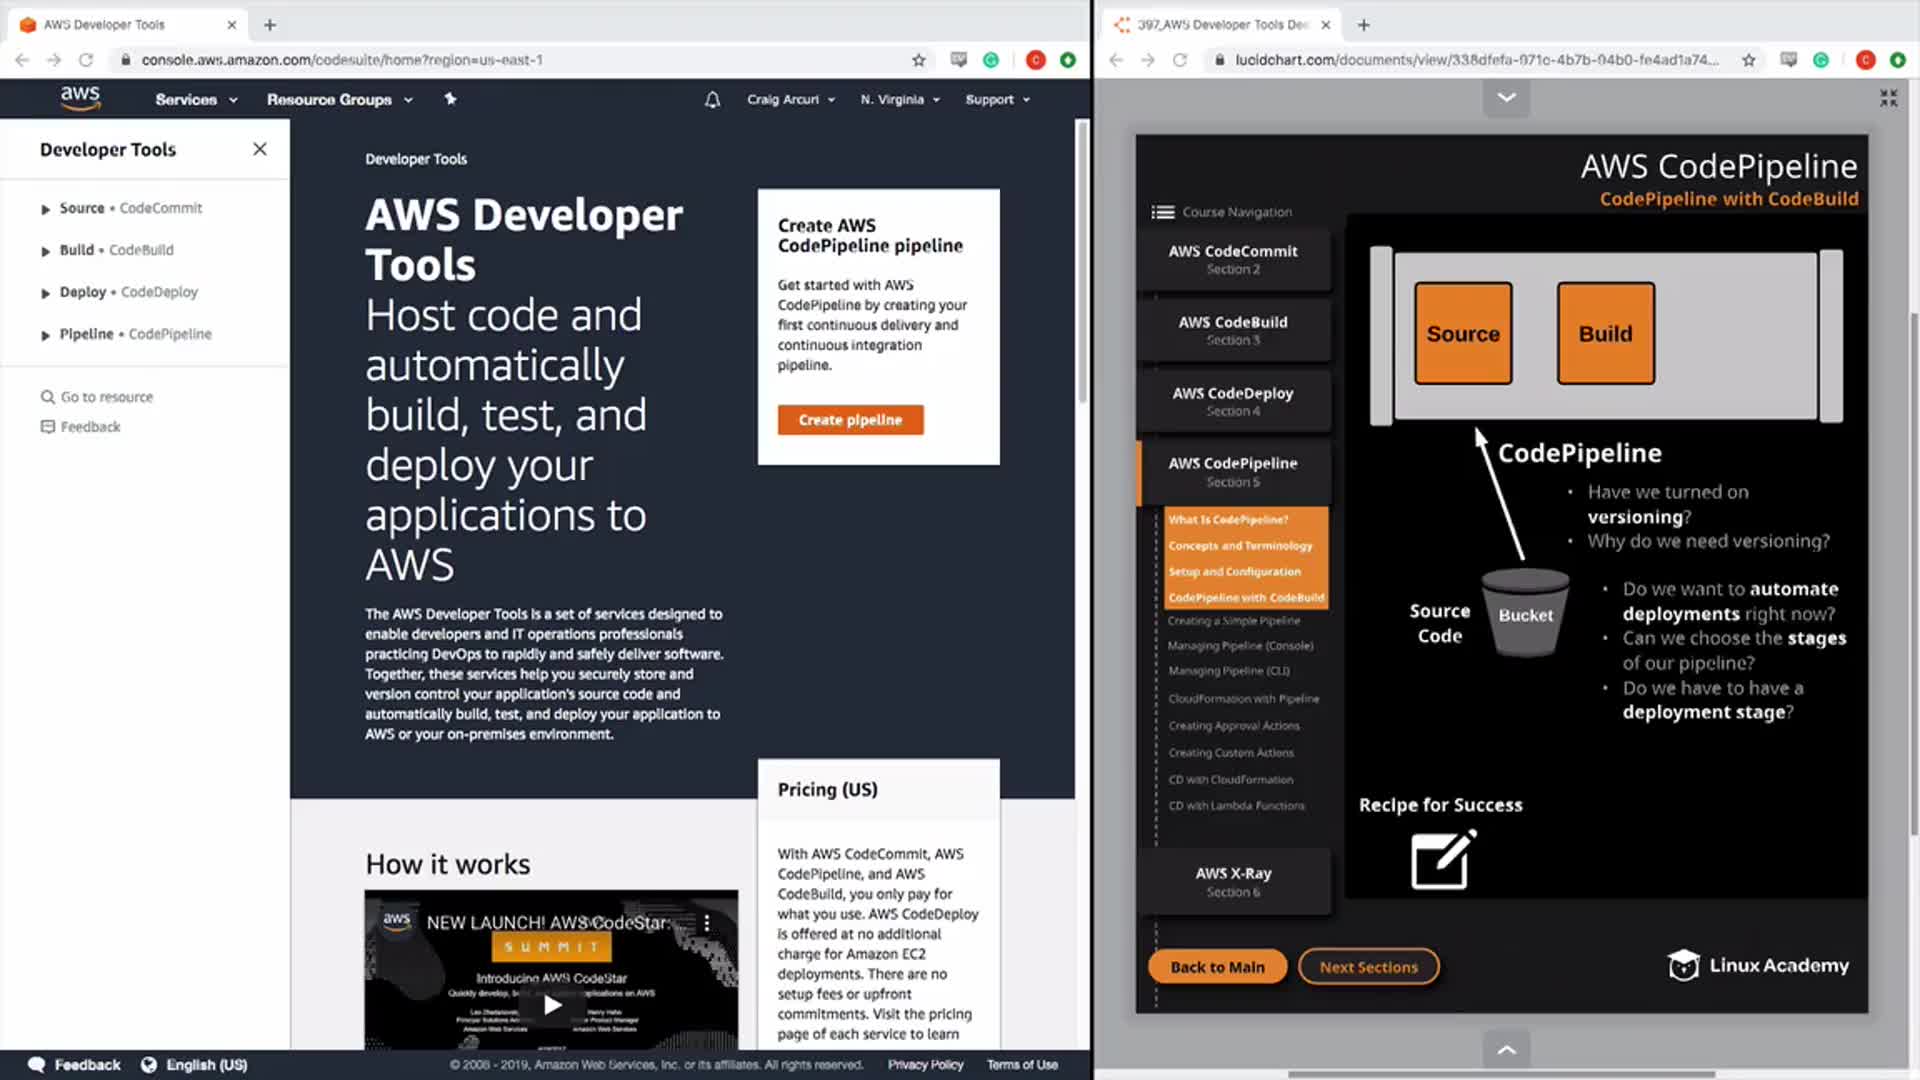 AWS Developer Tools
console.aws.amazon.com/codesuite/home?region=us-east-1
aws
Services
Resource Groups
Craig Arcuri
N. Virginia
Support
Developer Tools
Source • CodeCommit
Build • CodeBuild
Deploy • CodeDeploy
Pipeline • CodePipeline
Go to resource
Feedback
Developer Tools
AWS Developer
Tools
Host code and
automatically
build, test, and
deploy your
applications to
AWS
The AWS Developer Tools is a set of services designed to
enable developers and IT operations professionals
practicing DevOps to rapidly and safely deliver software.
Together, these services help you securely store and
version control your application's source code and
automatically build, test, and deploy your application to
AWS or your on-premises environment.
Create AWS
CodePipeline pipeline
Get started with AWS
CodePipeline by creating your
first continuous delivery and
continuous integration
pipeline.
Create pipeline
Pricing (US)
With AWS CodeCommit, AWS
CodePipeline, and AWS
CodeBuild, you only pay for
what you use. AWS CodeDeploy
is offered at no additional
charge for Amazon EC2
deployments. There are no
setup fees or upfront
commitments. Visit the pricing
page of each service to learn
How it works
aws
NEW LAUNCH! AWS CodeStar: ...
SUMMIT
Introducing AWS CodeStar
Amazon Web Services
Amazon Web Services
Feedback
English (US)
© 2008 - 2019, Amazon Web Services, Inc. or its affiliates. All rights reserved.
Privacy Policy
Terms of Use
397_AWS Developer Tools Dee
lucidchart.com/documents/view/338dfefa-071c-4b7b-94b0-fe4ad1a74...
AWS CodePipeline
CodePipeline with CodeBuild
Course Navigation
AWS CodeCommit
Section 2
AWS CodeBuild
Section 3
AWS CodeDeploy
Section 4
AWS CodePipeline
Section 5
What Is CodePipeline?
Concepts and Terminology
Setup and Configuration
CodePipeline with CodeBuild
Creating a Simple Pipeline
Managing Pipeline (Console)
Managing Pipeline (CLI)
CloudFormation with Pipeline
Creating Approval Actions
Creating Custom Actions
CD with CloudFormation
CD with Lambda Functions
AWS X-Ray
Section 6
Back to Main
Next Sections
Source
Build
CodePipeline
• Have we turned on
versioning?
• Why do we need versioning?
Source
Code
Bucket
• Do we want to automate
deployments right now?
• Can we choose the stages
of our pipeline?
• Do we have to have a
deployment stage?
Recipe for Success
Linux Academy